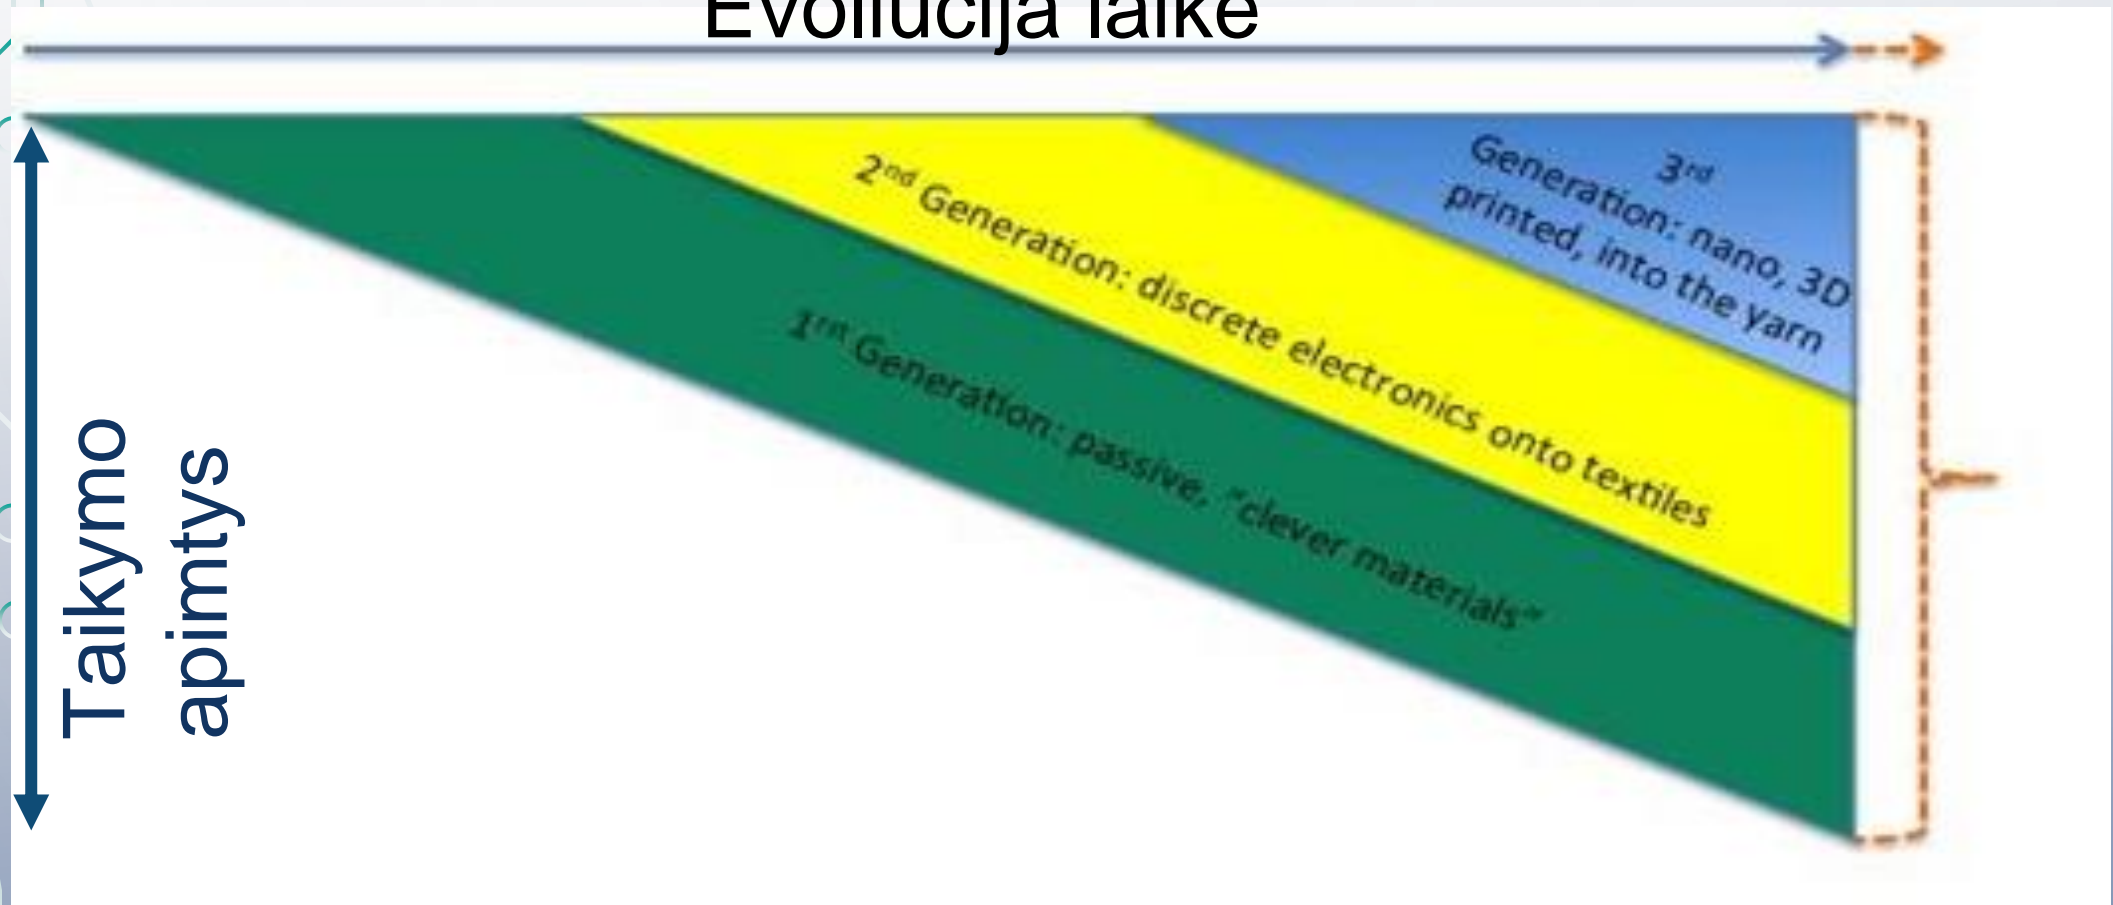 Evoliucija laike
3rd
Generation: nano, 3D
printed, into the yarn
2nd Generation: discrete electronics onto textiles
1rnt Generation: passive, "clever materials"
Taikymo
apimtys